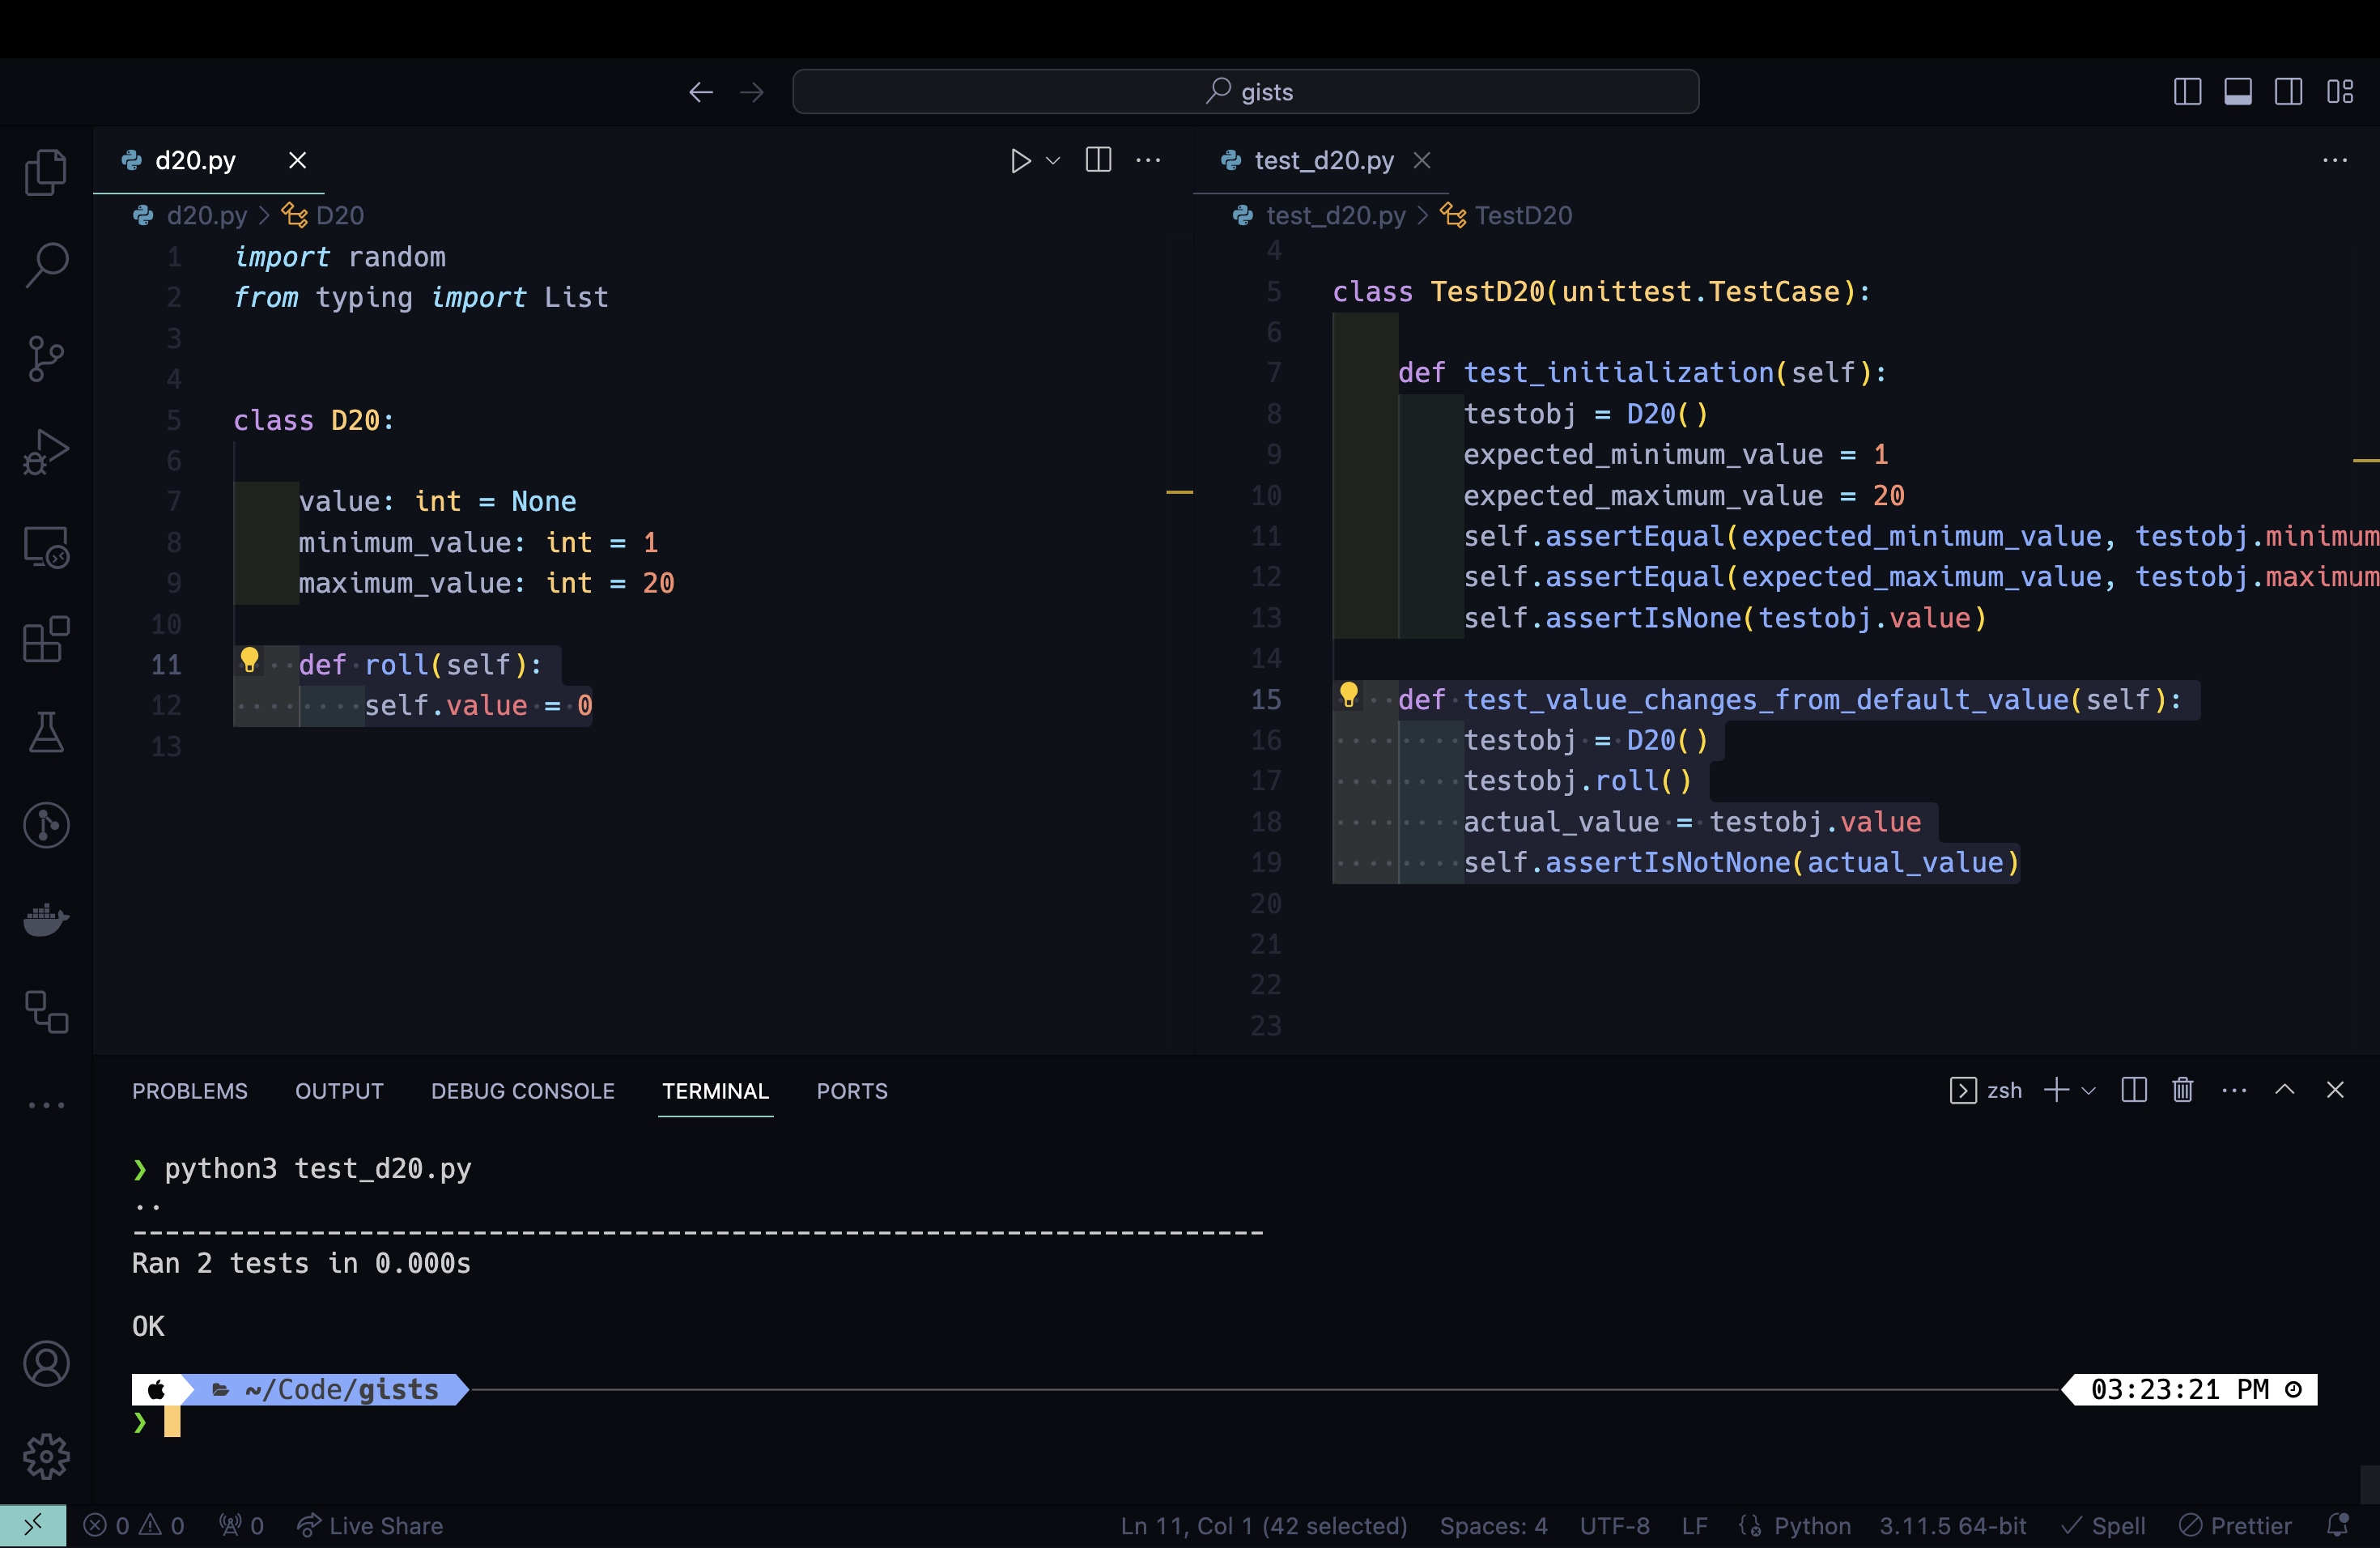 gists
d20.py
d20.py > D20
1 import random
2 from typing import List
3
4
5 class D20:
6
7     value: int = None
8     minimum_value: int = 1
9     maximum_value: int = 20
10
11     def roll(self):
12         self.value = 0
13
test_d20.py
test_d20.py > TestD20
4
5 class TestD20(unittest.TestCase):
6
7     def test_initialization(self):
8         testobj = D20()
9         expected_minimum_value = 1
10         expected_maximum_value = 20
11         self.assertEqual(expected_minimum_value, testobj.minimum
12         self.assertEqual(expected_maximum_value, testobj.maximum
13         self.assertIsNone(testobj.value)
14
15     def test_value_changes_from_default_value(self):
16         testobj = D20()
17         testobj.roll()
18         actual_value = testobj.value
19         self.assertIsNotNone(actual_value)
20
21
22
23
PROBLEMS OUTPUT DEBUG CONSOLE TERMINAL PORTS zsh
❯ python3 test_d20.py
..
----------------------------------------------------------------------
Ran 2 tests in 0.000s
OK
~/Code/gists 03:23:21 PM
❯
0 0 0 Live Share Ln 11, Col 1 (42 selected) Spaces: 4 UTF-8 LF Python 3.11.5 64-bit Spell Prettier